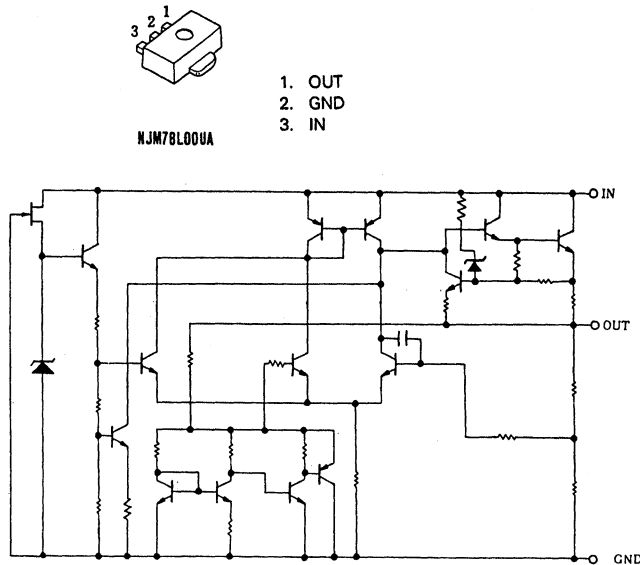 1
2
3
1. OUT
2. GND
3. IN
NJM78L00UA
IN
OUT
GND